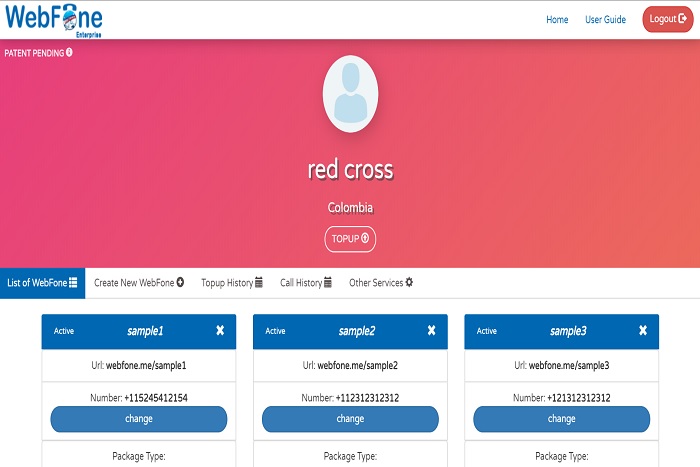 WebFone
Enterprise
Home
User Guide
Logout
PATENT PENDING
red cross
Colombia
TOPUP
List of WebFone
Create New WebFone
Topup History
Call History
Other Services
Active
sample1
Url: webfone.me/sample1
Number: +115245412154
change
Package Type:
Active
sample2
Url: webfone.me/sample2
Number: +112312312312
change
Package Type:
Active
sample3
Url: webfone.me/sample3
Number: +121312312312
change
Package Type: